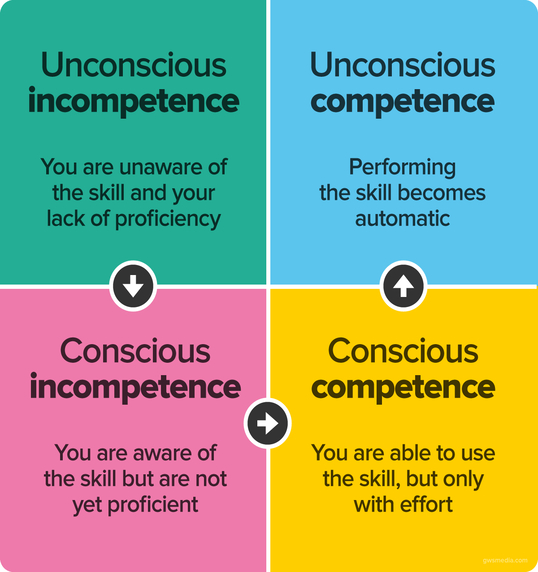 Unconscious
incompetence
You are unaware of
the skill and your
lack of proficiency
Unconscious
competence
Performing
the skill becomes
automatic
Conscious
incompetence
You are aware of
the skill but are not
yet proficient
Conscious
competence
You are able to use
the skill, but only
with effort